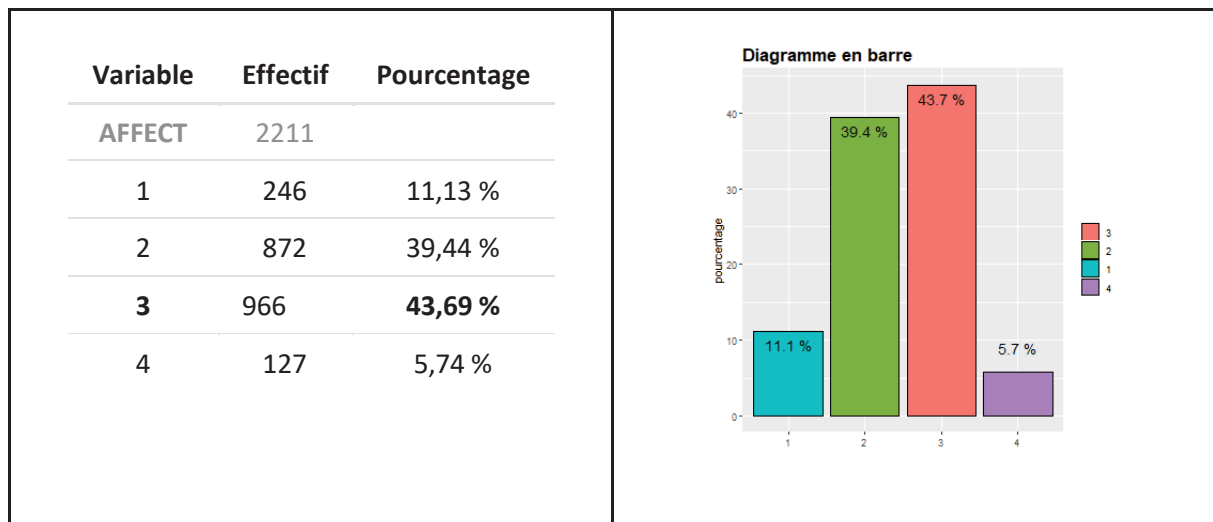 Variable Effectif Pourcentage
AFFECT 2211
1 246 11,13 %
2 872 39,44 %
3 966 43,69 %
4 127 5,74 %
Diagramme en barre
pourcentage
40
30
20
10
0
11.1 %
39.4 %
43.7 %
5.7 %
1 2 3 4
3
2
1
4